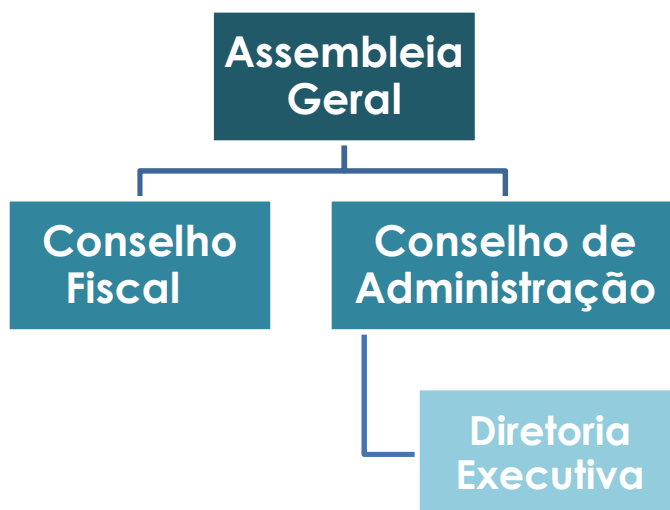 Assembleia
Geral
Conselho
Fiscal
Conselho de
Administração
Diretoria
Executiva